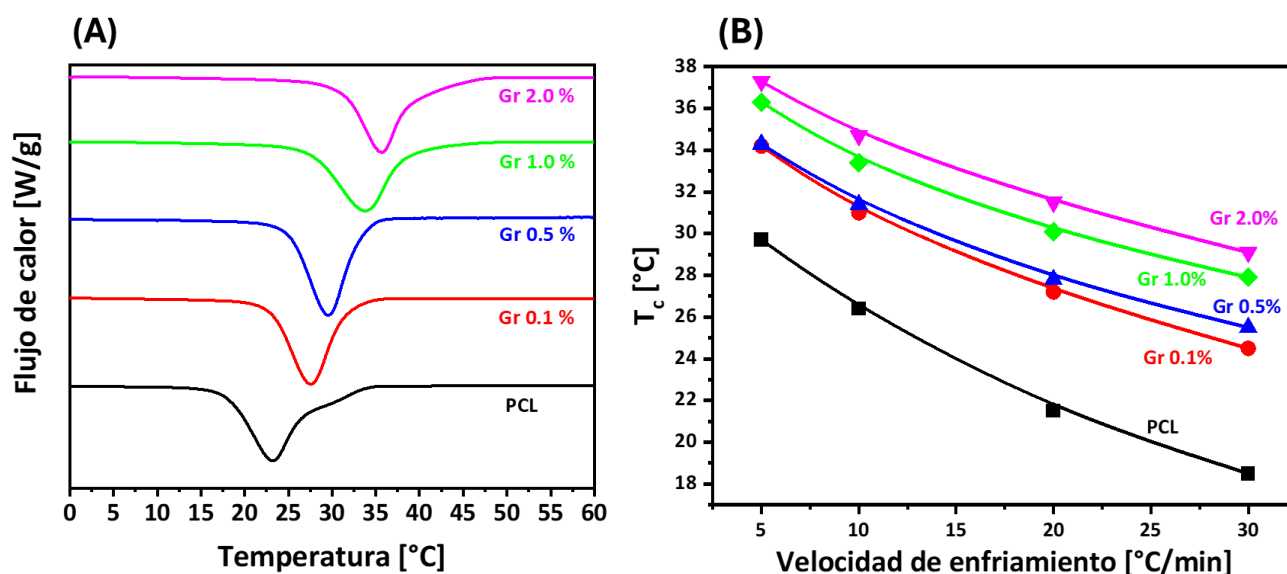 (A)
Flujo de calor [W/g]
Gr 2.0 %
Gr 1.0 %
Gr 0.5 %
Gr 0.1 %
PCL
0 5 10 15 20 25 30 35 40 45 50 55 60
Temperatura [°C]
(B)
T_c [°C]
38
36
34
32
30
28
26
24
22
20
18
Gr 2.0%
Gr 1.0%
Gr 0.5%
Gr 0.1%
PCL
5 10 15 20 25 30
Velocidad de enfriamiento [°C/min]